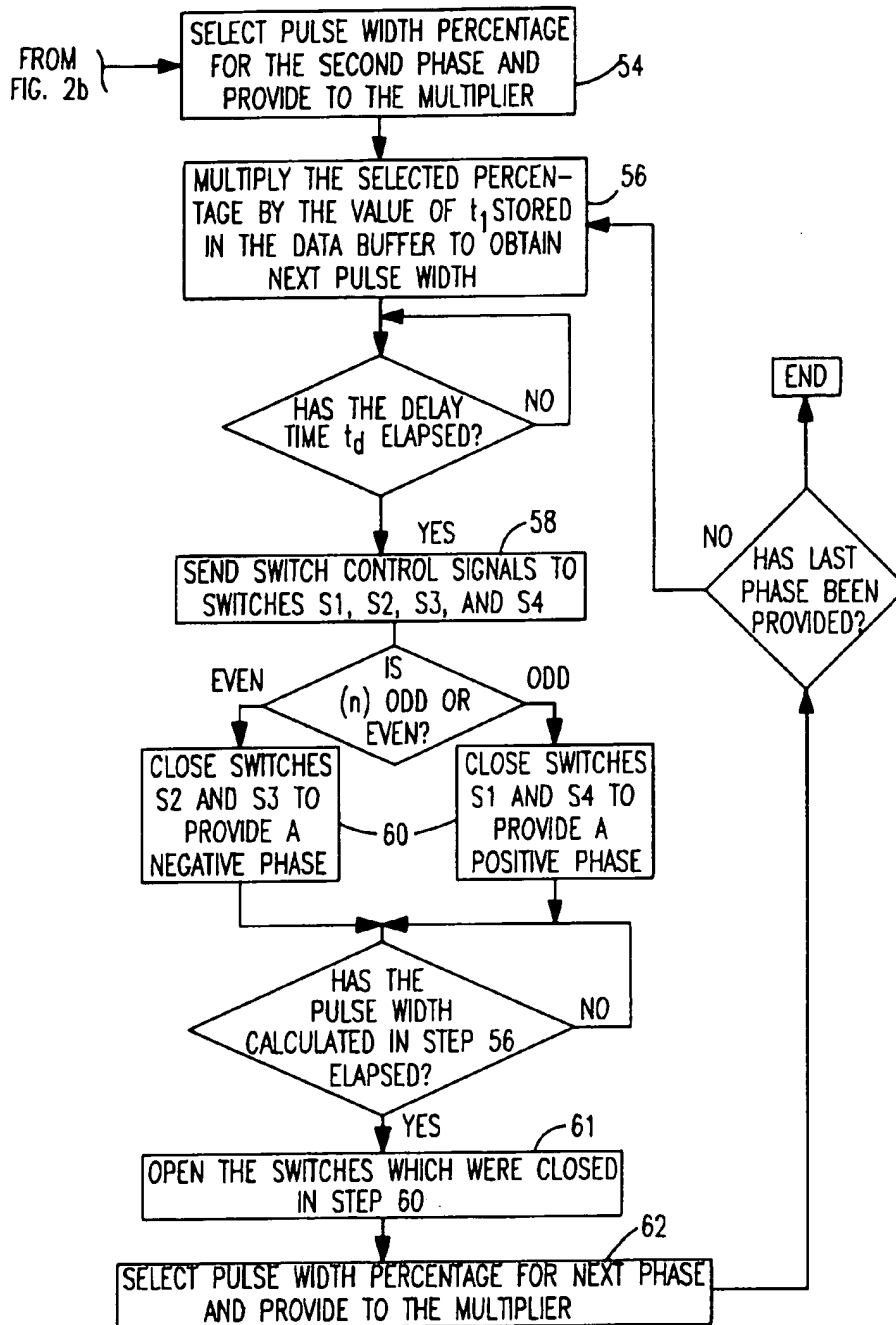 SELECT PULSE WIDTH PERCENTAGE
FOR THE SECOND PHASE AND
PROVIDE TO THE MULTIPLIER
FROM
FIG. 2b
54
MULTIPLY THE SELECTED PERCEN-
TAGE BY THE VALUE OF t1 STORED
IN THE DATA BUFFER TO OBTAIN
NEXT PULSE WIDTH
56
HAS THE DELAY
TIME td ELAPSED?
NO
YES
58
SEND SWITCH CONTROL SIGNALS TO
SWITCHES S1, S2, S3, AND S4
IS
(n) ODD OR
EVEN?
EVEN
ODD
CLOSE SWITCHES
S2 AND S3 TO
PROVIDE A
NEGATIVE PHASE
60
CLOSE SWITCHES
S1 AND S4 TO
PROVIDE A
POSITIVE PHASE
HAS THE
PULSE WIDTH
CALCULATED IN STEP 56
ELAPSED?
NO
YES
61
OPEN THE SWITCHES WHICH WERE CLOSED
IN STEP 60
62
SELECT PULSE WIDTH PERCENTAGE FOR NEXT PHASE
AND PROVIDE TO THE MULTIPLIER
HAS LAST
PHASE BEEN
PROVIDED?
NO
END